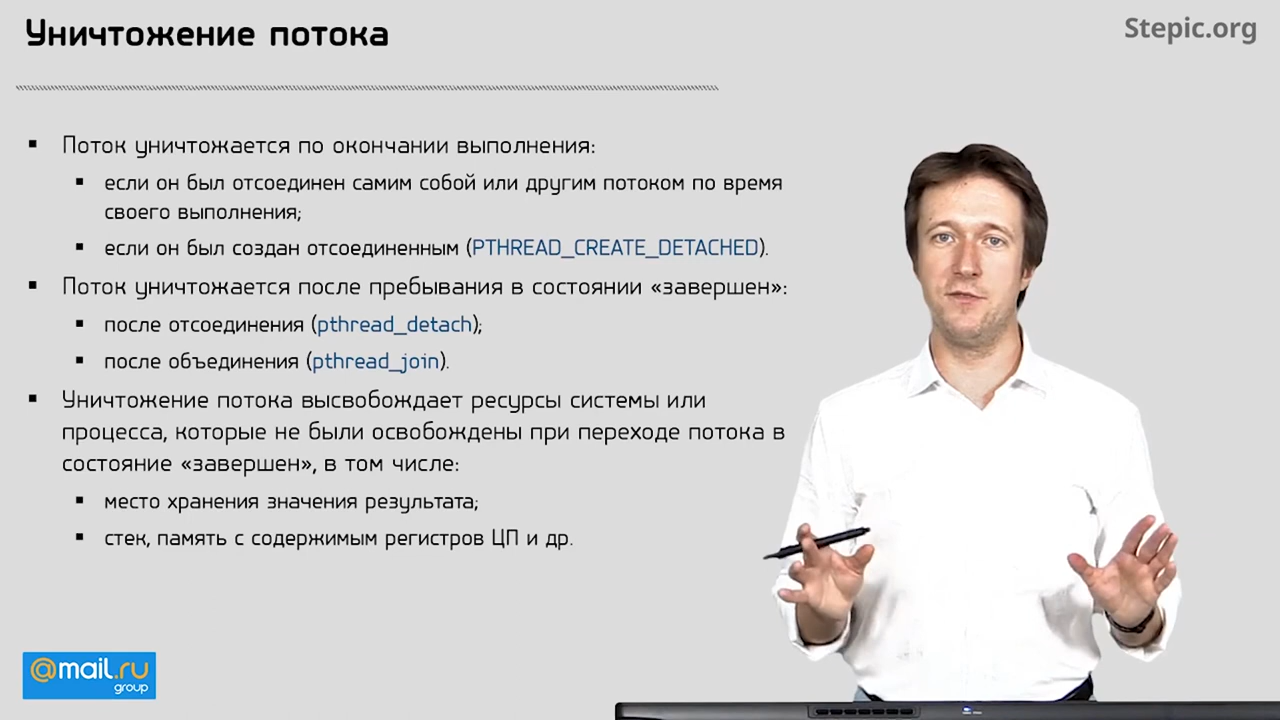 Уничтожение потока
Stepic.org
▪ Поток уничтожается по окончании выполнения:
▪ если он был отсоединен самим собой или другим потоком по время
своего выполнения;
▪ если он был создан отсоединенным (PTHREAD_CREATE_DETACHED).
▪ Поток уничтожается после пребывания в состоянии «завершен»:
▪ после отсоединения (pthread_detach);
▪ после объединения (pthread_join).
▪ Уничтожение потока высвобождает ресурсы системы или
процесса, которые не были освобождены при переходе потока в
состояние «завершен», в том числе:
▪ место хранения значения результата;
▪ стек, память с содержимым регистров ЦП и др.
@mail.ru
group